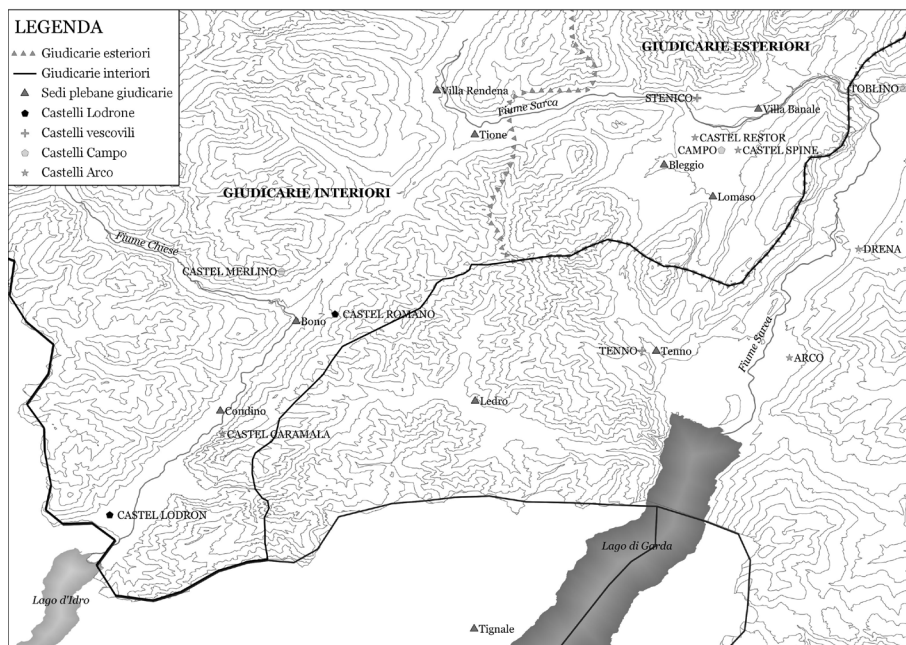 LEGENDA
Giudicarie esteriori
Giudicarie interiori
Sedi plebane giudicarie
Castelli Lodrone
Castelli vescovili
Castelli Campo
Castelli Arco
GIUDICARIE ESTERIORI
Villa Rendena
Fiume Sarca
STENICO
Villa Banale
TOBLINO
Tione
CASTEL RESTOR
CAMPO
CASTEL SPINE
Bleggio
GIUDICARIE INTERIORI
Lomaso
Fiume Chiese
DRENA
CASTEL MERLINO
CASTEL ROMANO
Bono
Fiume Sarca
TENNO
Tenno
ARCO
Ledro
Condino
CASTEL CARAMALA
CASTEL LODRON
Lago di Garda
Lago d'Idro
Tignale